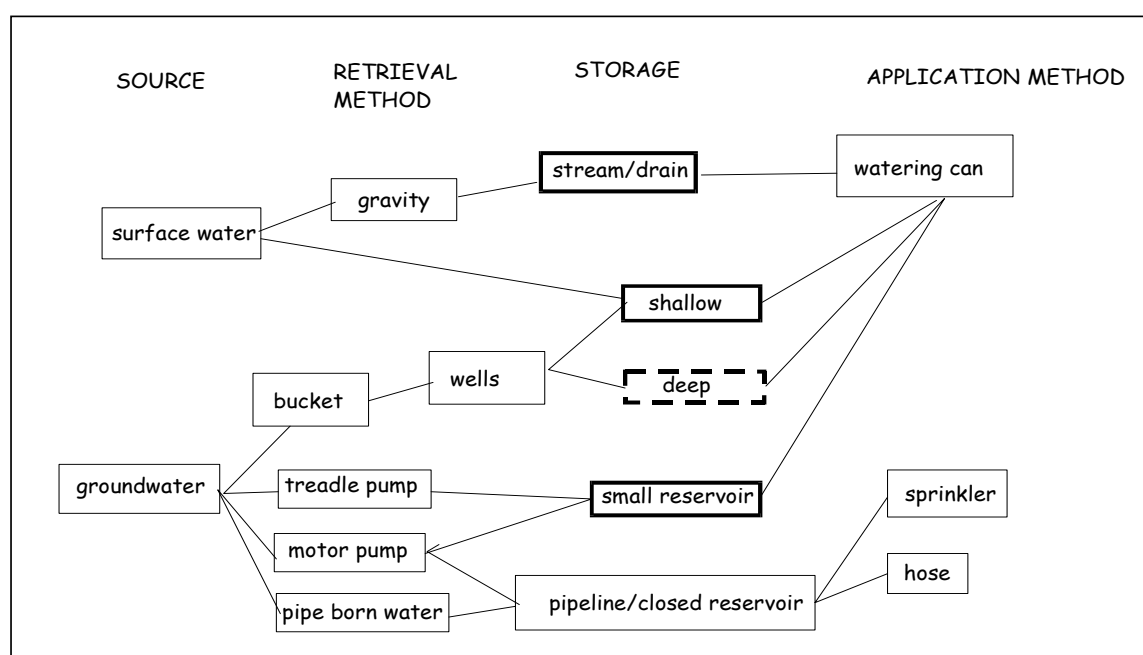 SOURCE
RETRIEVAL
METHOD
STORAGE
APPLICATION METHOD
stream/drain
watering can
gravity
surface water
shallow
wells
deep
bucket
groundwater
treadle pump
small reservoir
sprinkler
motor pump
hose
pipe born water
pipeline/closed reservoir